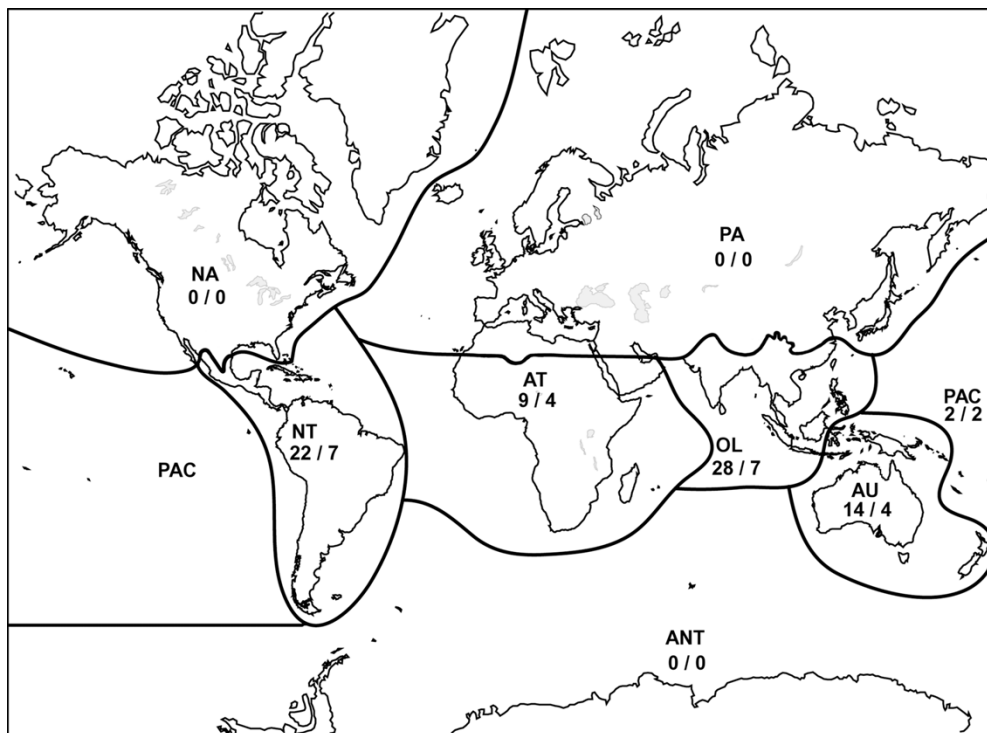 NA
0 / 0
PA
0 / 0
AT
9 / 4
PAC
2 / 2
NT
22 / 7
OL
28 / 7
PAC
AU
14 / 4
ANT
0 / 0